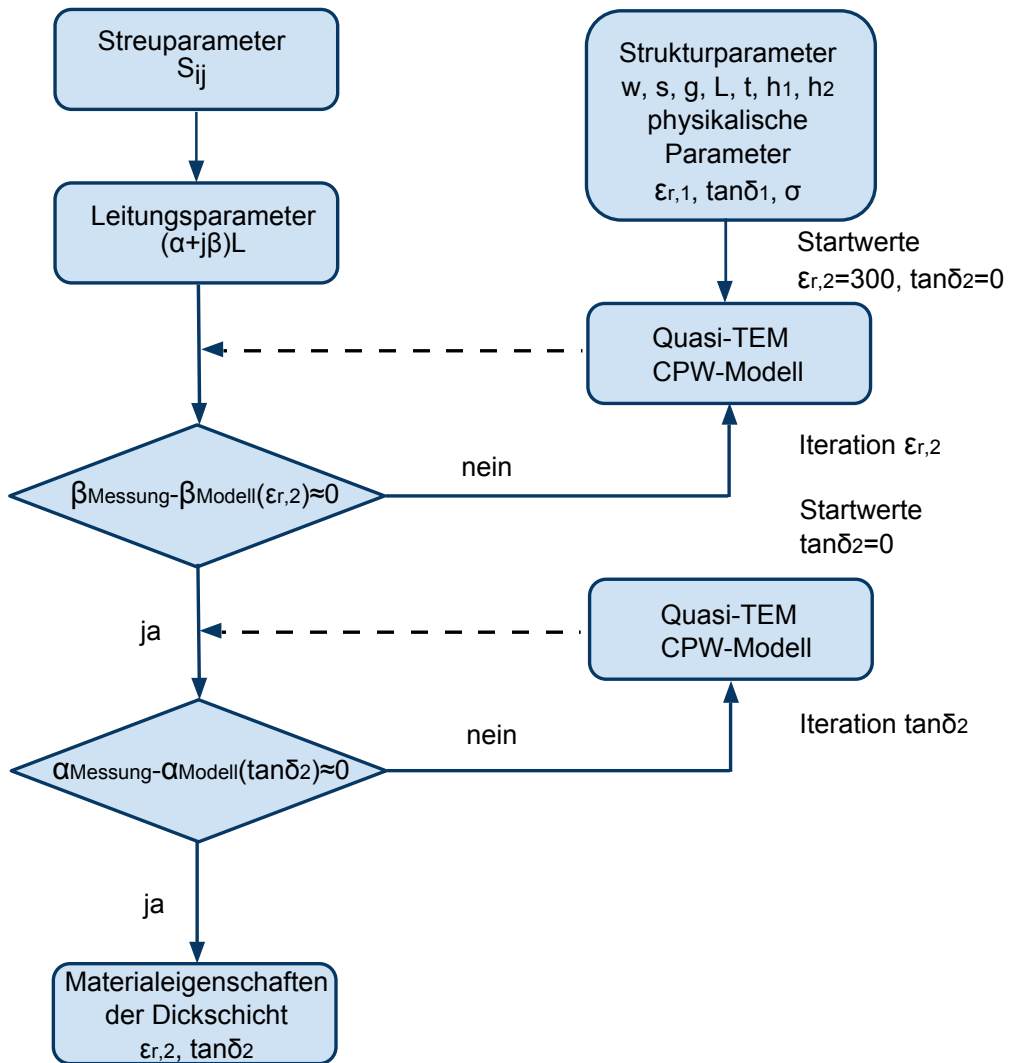 Streuparameter
Sij
Strukturparameter
w, s, g, L, t, h1, h2
physikalische
Parameter
εr,1, tanδ1, σ
Leitungsparameter
(α+jβ)L
Startwerte
εr,2=300, tanδ2=0
Quasi-TEM
CPW-Modell
βMessung-βModell(εr,2)≈0
nein
Iteration εr,2
Startwerte
tanδ2=0
Quasi-TEM
CPW-Modell
ja
αMessung-αModell(tanδ2)≈0
nein
Iteration tanδ2
ja
Materialeigenschaften
der Dickschicht
εr,2, tanδ2